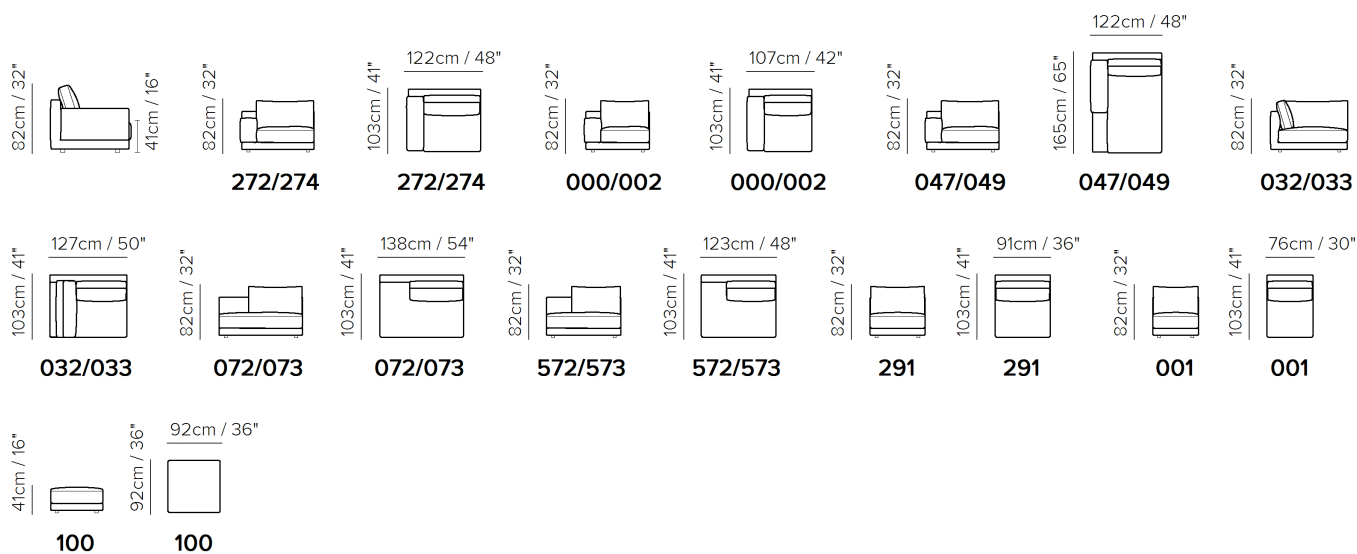 82cm / 32"
41cm / 16"
82cm / 32"
272/274
103cm / 41"
122cm / 48"
272/274
82cm / 32"
000/002
103cm / 41"
107cm / 42"
000/002
82cm / 32"
047/049
165cm / 65"
122cm / 48"
047/049
82cm / 32"
032/033
103cm / 41"
127cm / 50"
032/033
82cm / 32"
072/073
103cm / 41"
138cm / 54"
072/073
82cm / 32"
572/573
103cm / 41"
123cm / 48"
572/573
82cm / 32"
291
103cm / 41"
91cm / 36"
291
82cm / 32"
001
103cm / 41"
76cm / 30"
001
41cm / 16"
100
92cm / 36"
92cm / 36"
100